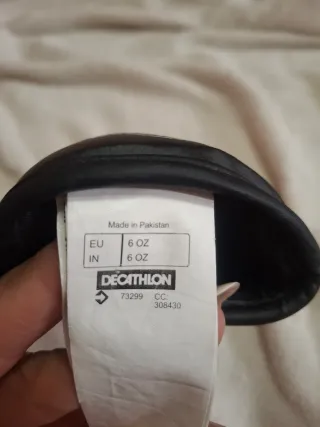 Made in Pakistan
EU 6 OZ
IN 6 OZ
DECATHLON
73299 CC.
308430